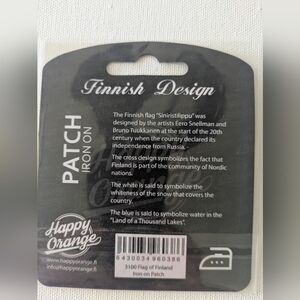 Finnish Design
The Finnish flag "Siniristilippu" was
designed by the artists Eero Snellman and
Bruno Tuukkanen at the start of the 20th
century when the country declared its
independence from Russia.
The cross design symbolizes the fact that
Finland is part of the community of Nordic
nations.
The white is said to symbolize the
whiteness of the snow that covers the
country.
The blue is said to symbolize water in the
"Land of a Thousand Lakes".
PATCH
IRON ON
Happy
Orange
www.happyorange.fi
info@happyorange.fi
6430034960386
3100 Flag of Finland
Iron on Patch